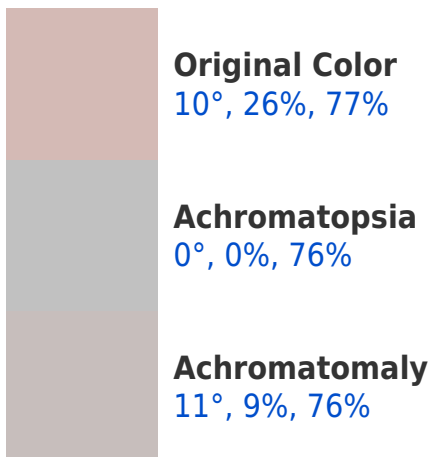 Original Color
10°, 26%, 77%
Achromatopsia
0°, 0%, 76%
Achromatomaly
11°, 9%, 76%